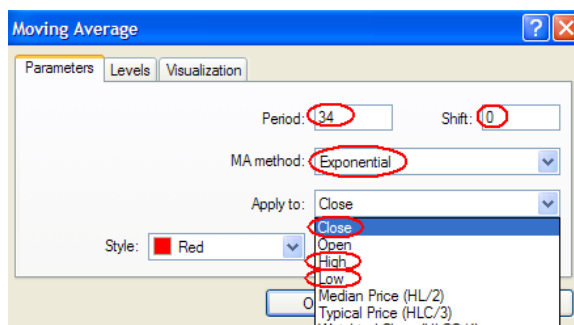 Moving Average
Parameters Levels Visualization
Period: 34 Shift: 0
MA method: Exponential
Apply to: Close
Close
Style: Red Open
High
Low
Median Price (HL/2)
Typical Price (HLC/3)